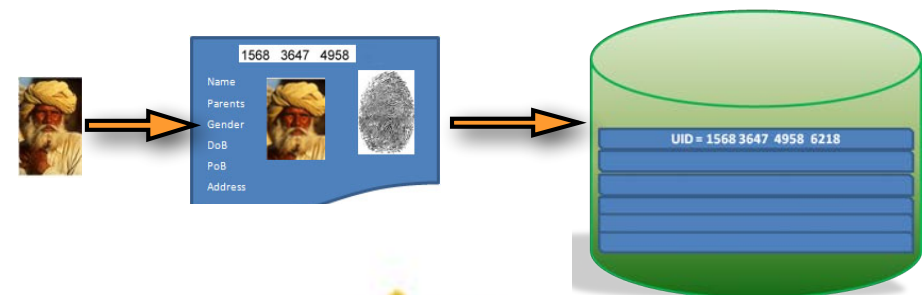 1568 3647 4958
Name
Parents
Gender
DoB
PoB
Address
UID = 1568 3647 4958 6218